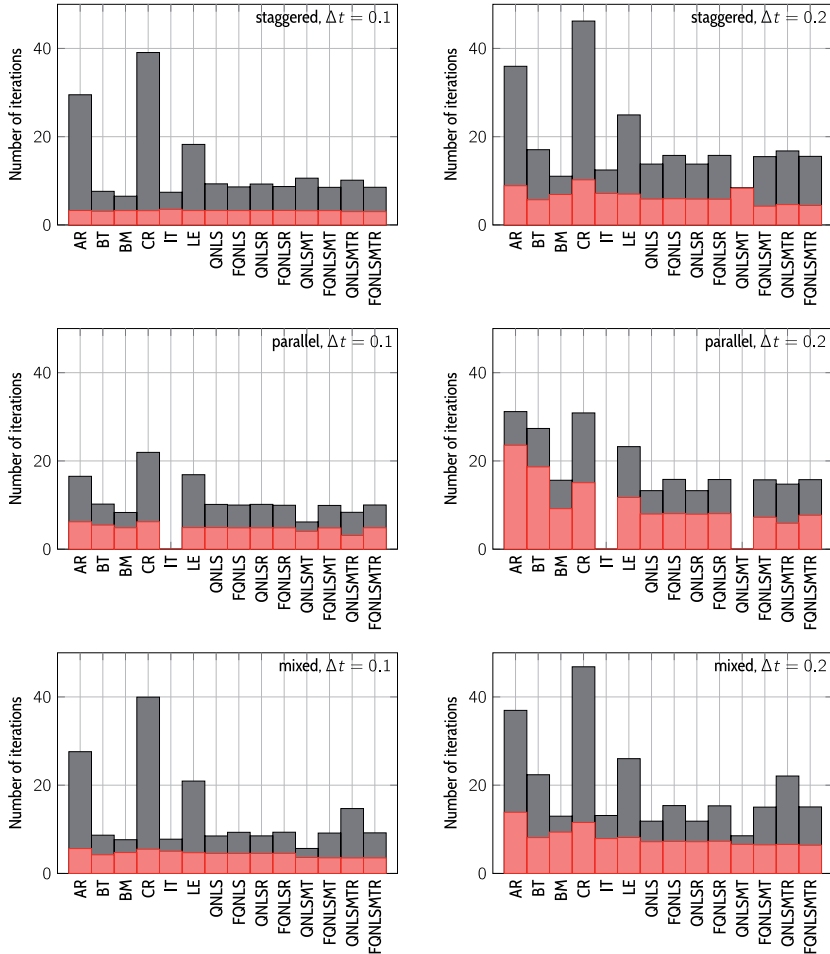 staggered, Δt = 0.1
Number of iterations
40
20
0
AR
BT
BM
CR
IT
LE
QNLS
FQNLS
QNLSR
FQNLSR
QNLSMT
FQNLSMT
QNLSMTR
FQNLSMTR
staggered, Δt = 0.2
Number of iterations
40
20
0
AR
BT
BM
CR
IT
LE
QNLS
FQNLS
QNLSR
FQNLSR
QNLSMT
FQNLSMT
QNLSMTR
FQNLSMTR
parallel, Δt = 0.1
Number of iterations
40
20
0
AR
BT
BM
CR
IT
LE
QNLS
FQNLS
QNLSR
FQNLSR
QNLSMT
FQNLSMT
QNLSMTR
FQNLSMTR
parallel, Δt = 0.2
Number of iterations
40
20
0
AR
BT
BM
CR
IT
LE
QNLS
FQNLS
QNLSR
FQNLSR
QNLSMT
FQNLSMT
QNLSMTR
FQNLSMTR
mixed, Δt = 0.1
Number of iterations
40
20
0
AR
BT
BM
CR
IT
LE
QNLS
FQNLS
QNLSR
FQNLSR
QNLSMT
FQNLSMT
QNLSMTR
FQNLSMTR
mixed, Δt = 0.2
Number of iterations
40
20
0
AR
BT
BM
CR
IT
LE
QNLS
FQNLS
QNLSR
FQNLSR
QNLSMT
FQNLSMT
QNLSMTR
FQNLSMTR